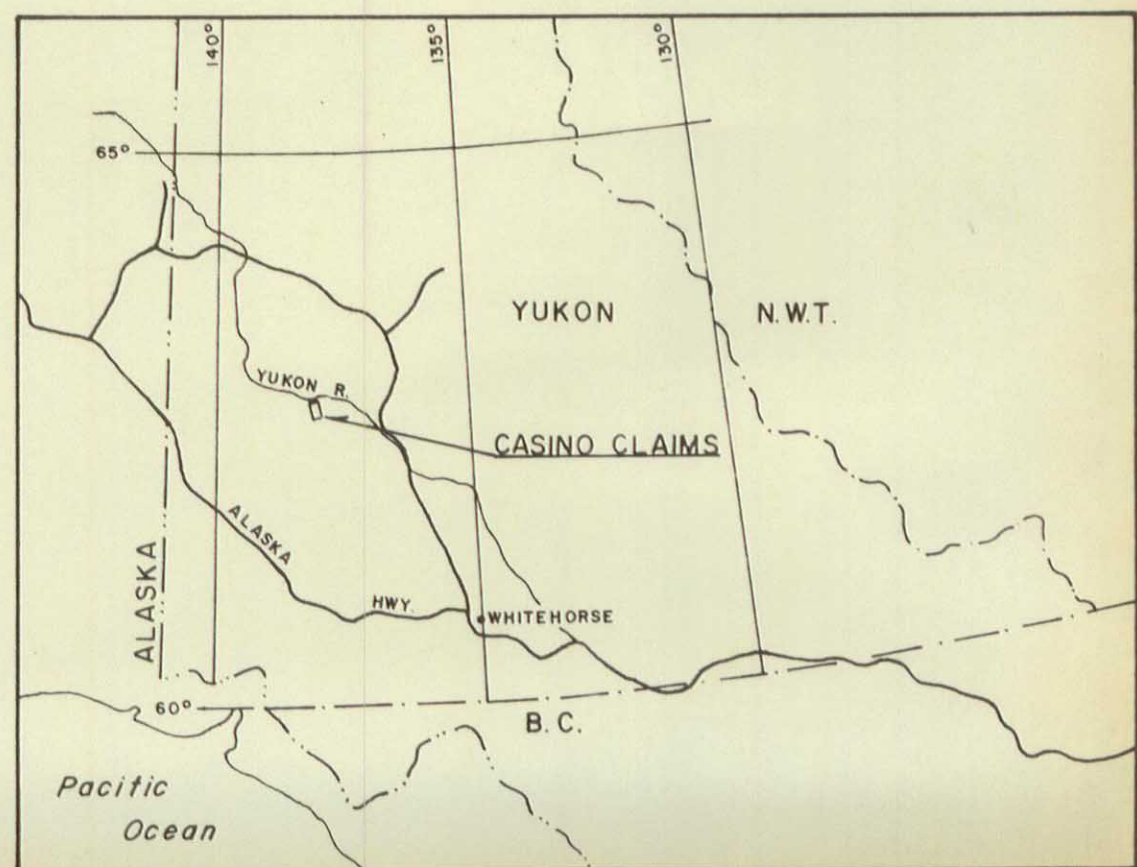 140°
135°
130°
65°
YUKON
N.W.T.
YUKON R.
CASINO CLAIMS
ALASKA
ALASKA
HWY.
WHITEHORSE
60°
B.C.
Pacific
Ocean